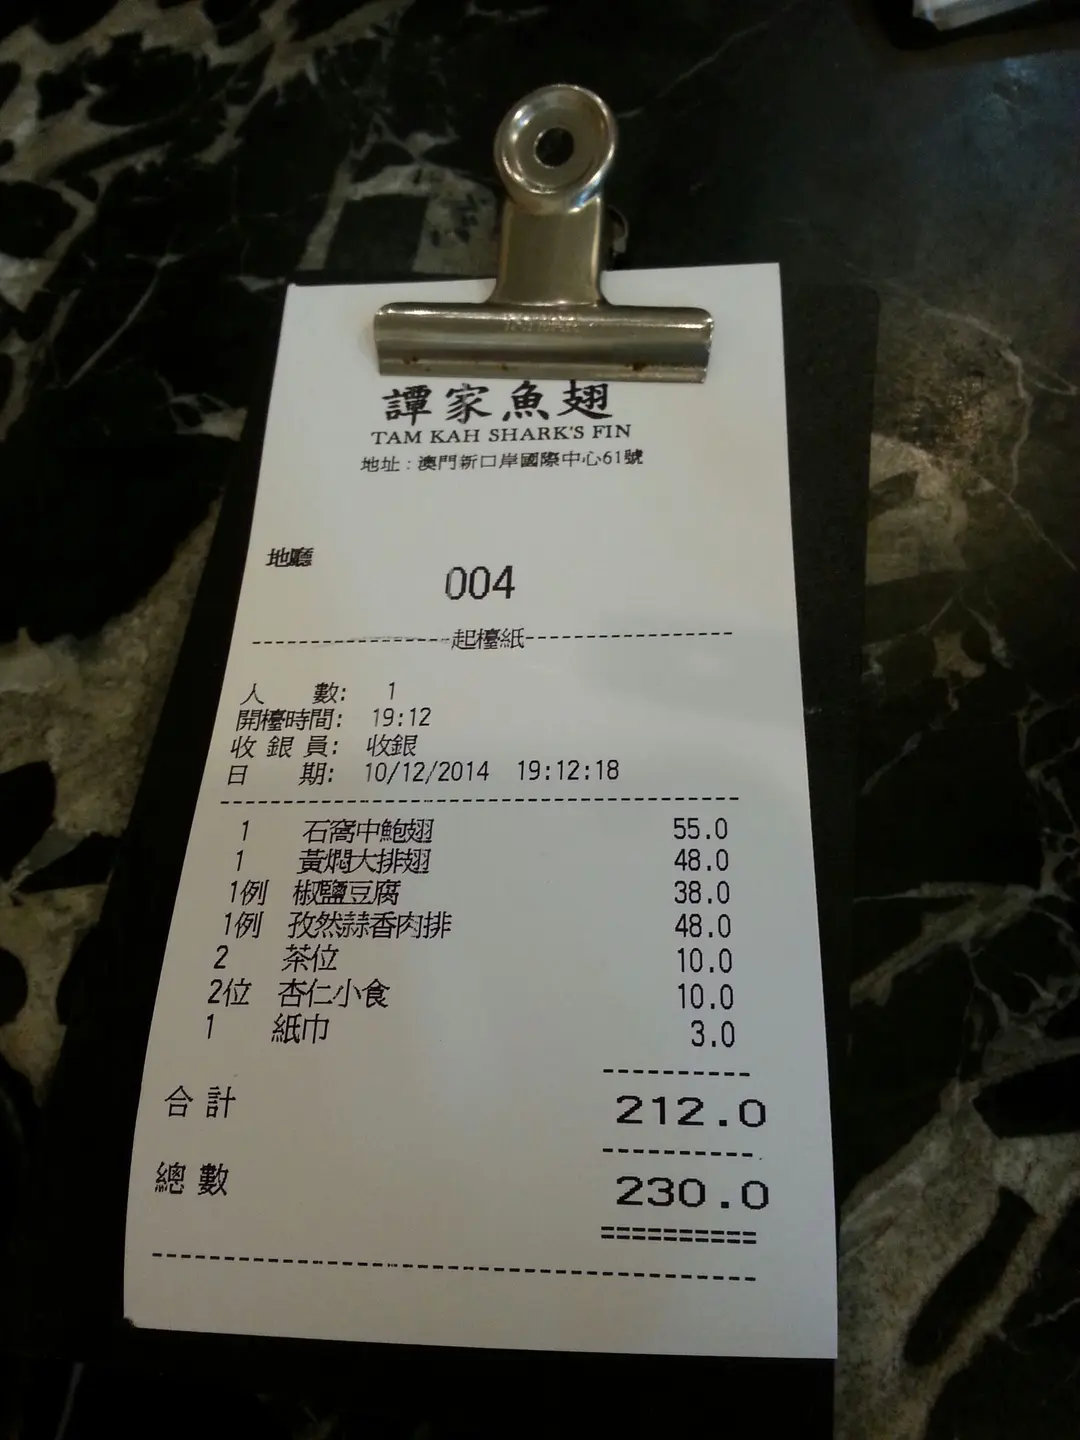 譚家魚翅
TAM KAH SHARK'S FIN
地址：澳門新口岸國際中心61號
地廳
004
--------------------起檯紙--------------------
人 數: 1
開檯時間: 19:12
收 銀 員: 收銀
日 期: 10/12/2014 19:12:18
1 石窩中鮑翅 55.0
1 黃燜大排翅 48.0
1例 椒鹽豆腐 38.0
1例 孜然蒜香肉排 48.0
2 茶位 10.0
2位 杏仁小食 10.0
1 紙巾 3.0
合 計 212.0
總 數 230.0